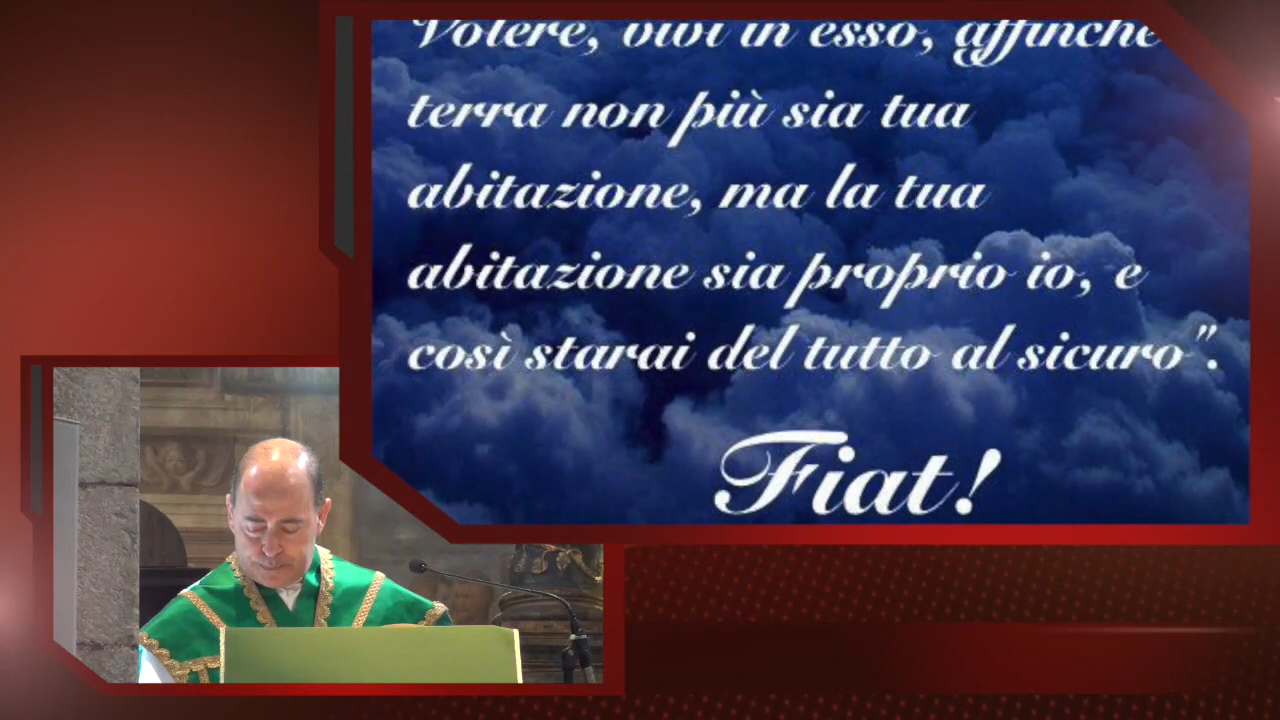 Volere, vivi in esso, affinché
terra non più sia tua
abitazione, ma la tua
abitazione sia proprio io, e
così starai del tutto al sicuro".
Fiat!